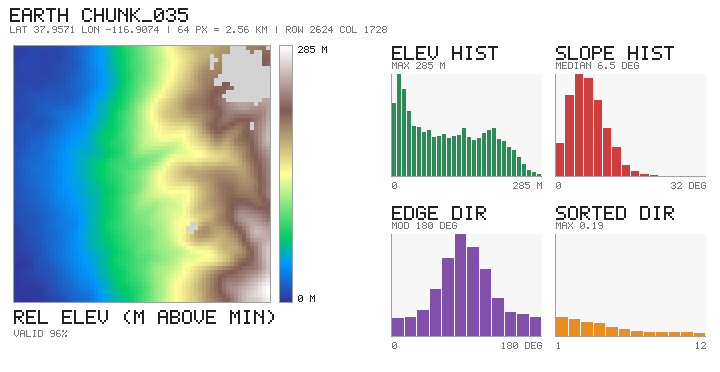 EARTH CHUNK_035
LAT 37.9571 LON -116.9074 | 64 PX = 2.56 KM | ROW 2624 COL 1728
285 M
0 M
REL ELEV (M ABOVE MIN)
VALID 96%
ELEV HIST
MAX 285 M
0 285 M
SLOPE HIST
MEDIAN 6.5 DEG
0 32 DEG
EDGE DIR
MOD 180 DEG
0 180 DEG
SORTED DIR
MAX 0.19
1 12